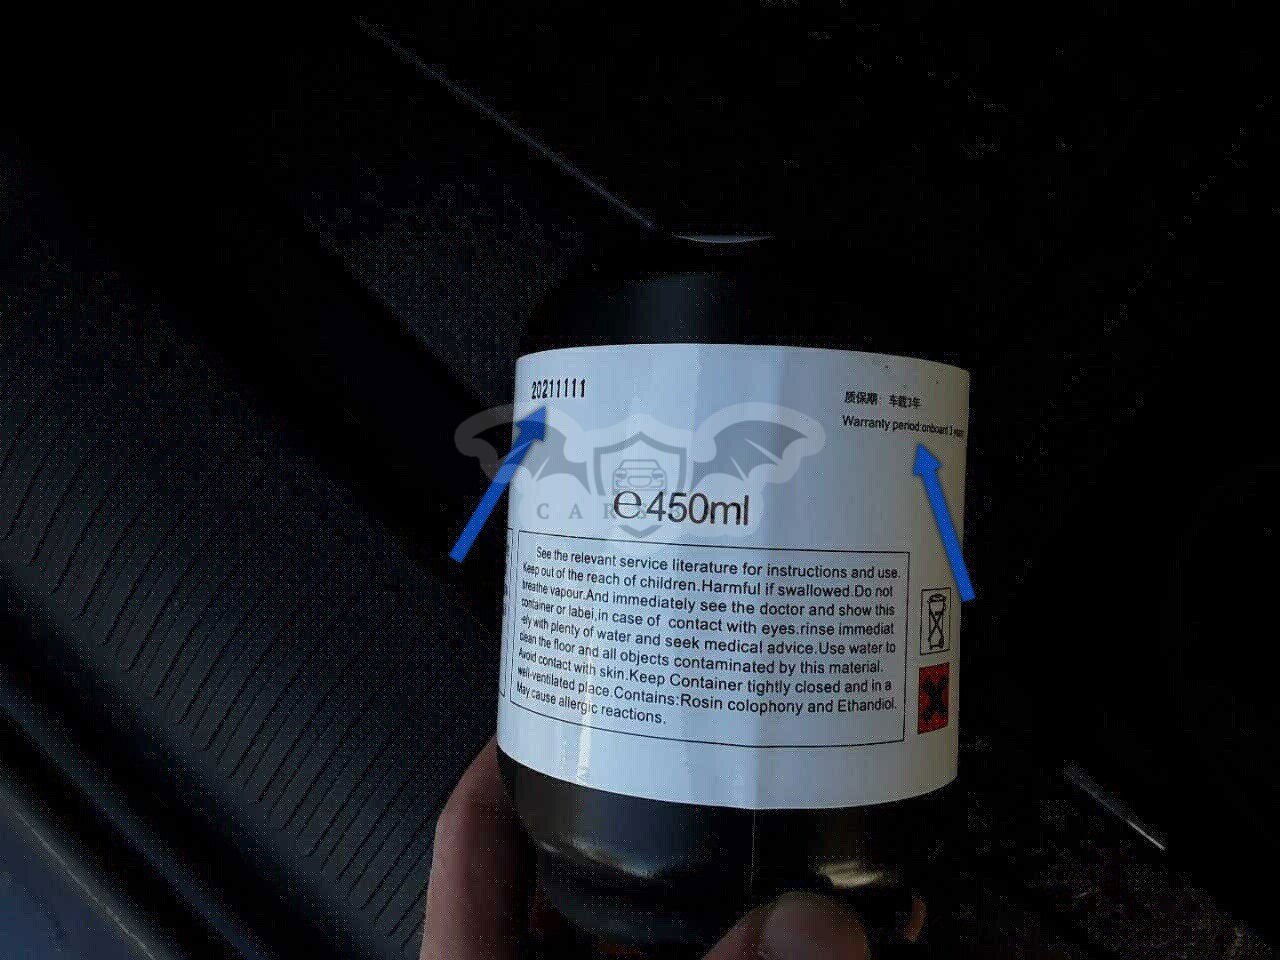 20211111
质保期: 车载3年
Warranty period:onboard 3
CARS
℮450ml
See the relevant service literature for instructions and use.
Keep out of the reach of children.Harmful if swallowed.Do not
breathe vapour.And immediately see the doctor and show this
container or label,in case of contact with eyes.rinse immediat
-ely with plenty of water and seek medical advice.Use water to
clean the floor and all objects contaminated by this material.
Avoid contact with skin.Keep Container tightly closed and in a
well-ventilated place.Contains:Rosin colophony and Ethandiol.
May cause allergic reactions.